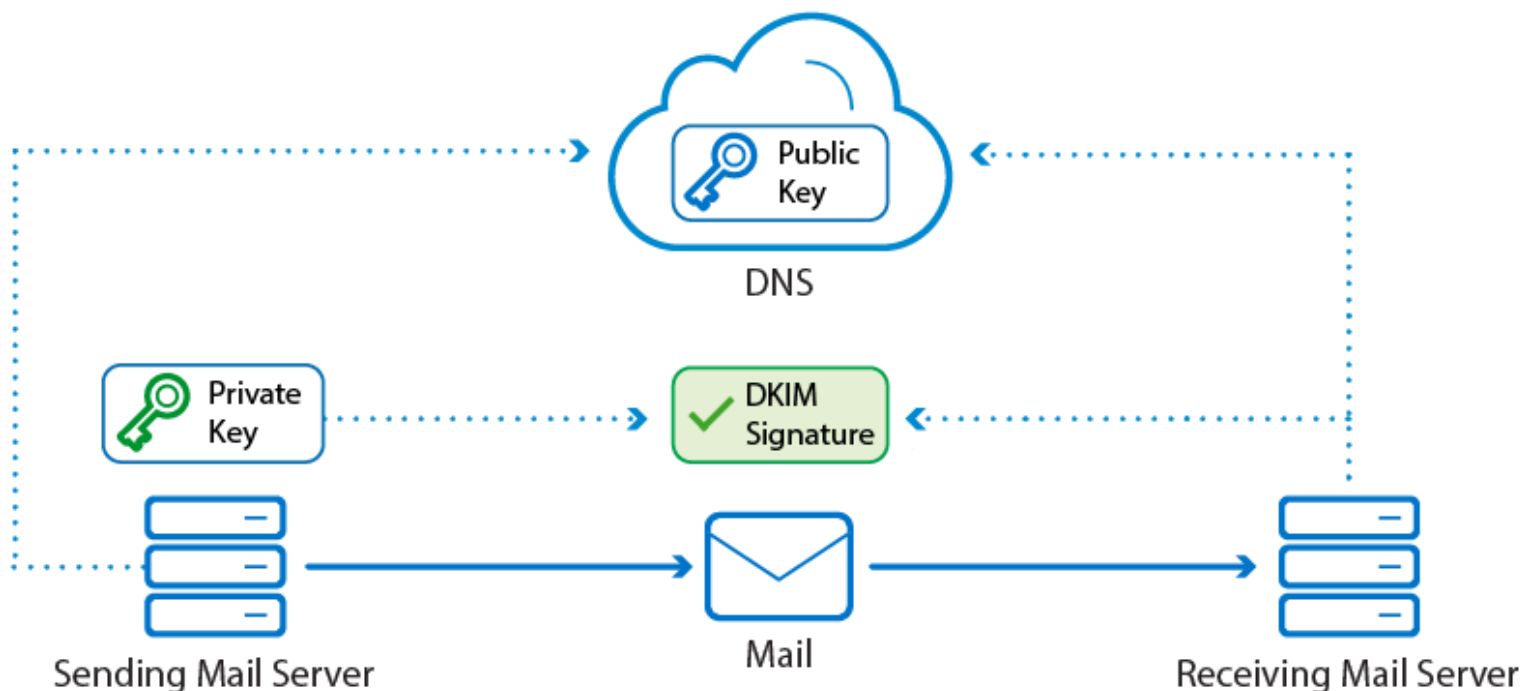 Public
Key
DNS
Private
Key
DKIM
Signature
Mail
Sending Mail Server
Receiving Mail Server